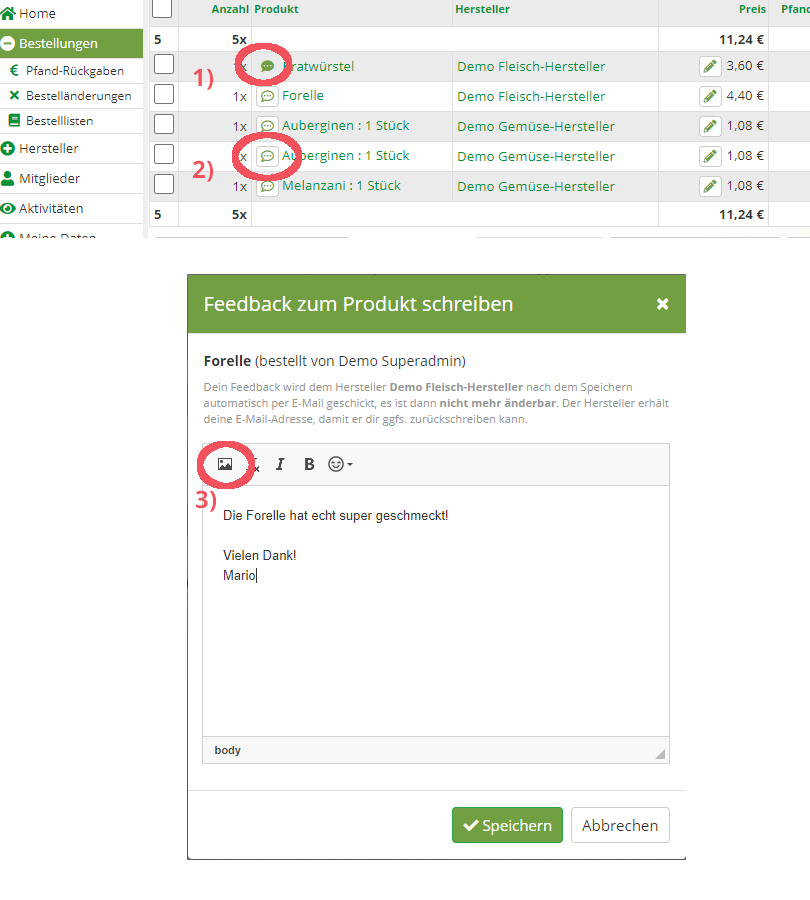 Home
Bestellungen
Pfand-Rückgaben
Bestelländerungen
Bestelllisten
Hersteller
Mitglieder
Aktivitäten
Meine Daten
Anzahl Produkt Hersteller Preis Pfand
5 5x 11,24 €
1) x Bratwürstel Demo Fleisch-Hersteller 3,60 €
1x Forelle Demo Fleisch-Hersteller 4,40 €
1x Auberginen : 1 Stück Demo Gemüse-Hersteller 1,08 €
2) x Auberginen : 1 Stück Demo Gemüse-Hersteller 1,08 €
1x Melanzani : 1 Stück Demo Gemüse-Hersteller 1,08 €
5 5x 11,24 €
Feedback zum Produkt schreiben
Forelle (bestellt von Demo Superadmin)
Dein Feedback wird dem Hersteller Demo Fleisch-Hersteller nach dem Speichern
automatisch per E-Mail geschickt, es ist dann nicht mehr änderbar. Der Hersteller erhält
deine E-Mail-Adresse, damit er dir ggfs. zurückschreiben kann.
I B
3)
Die Forelle hat echt super geschmeckt!
Vielen Dank!
Mario
body
Speichern Abbrechen